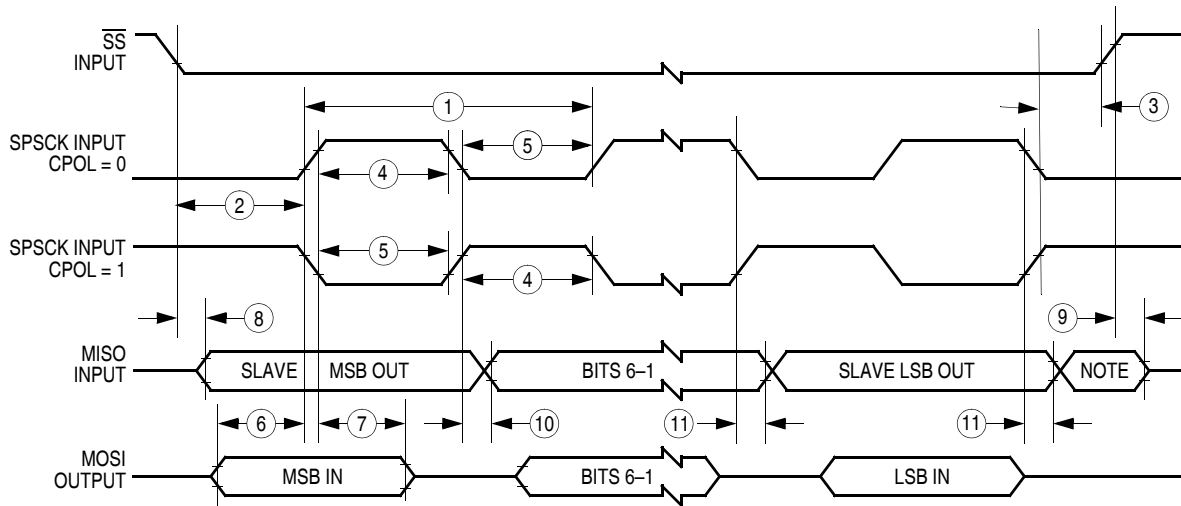 SS
INPUT
1
3
SPSCK INPUT
CPOL = 0
5
4
2
SPSCK INPUT
CPOL = 1
5
4
8
9
MISO
INPUT
SLAVE MSB OUT
BITS 6–1
SLAVE LSB OUT
NOTE
6
7
10
11
11
MOSI
OUTPUT
MSB IN
BITS 6–1
LSB IN